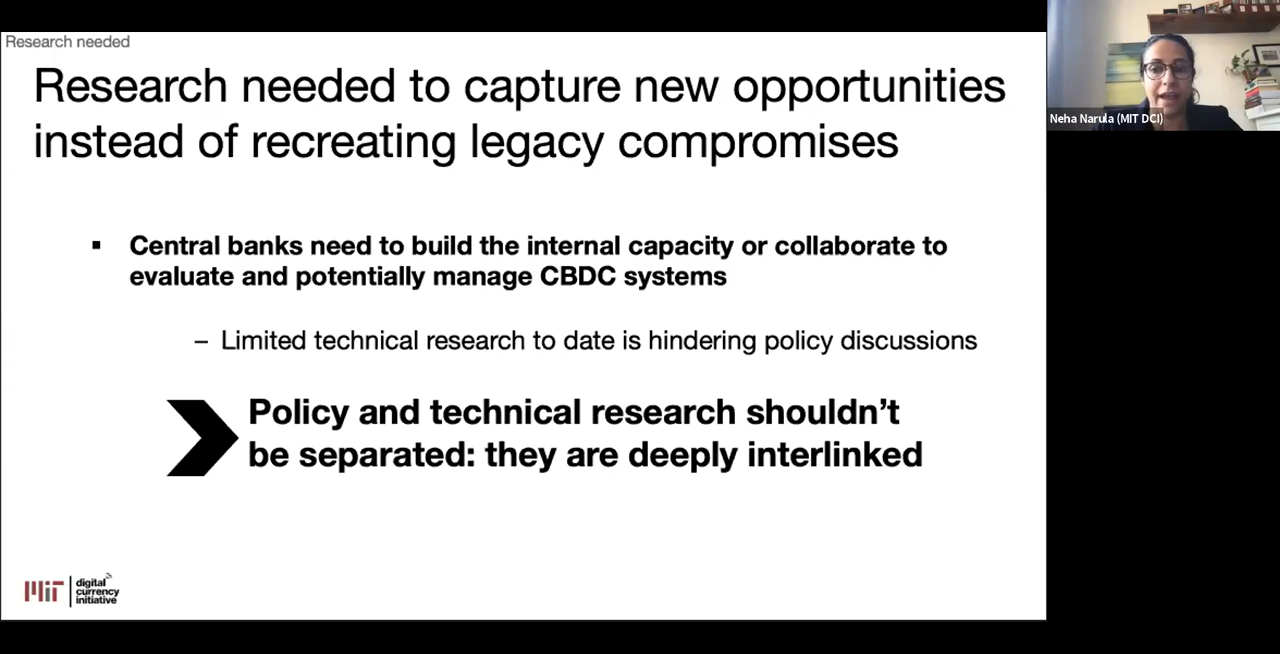 Research needed
Research needed to capture new opportunities
instead of recreating legacy compromises
▪ Central banks need to build the internal capacity or collaborate to
evaluate and potentially manage CBDC systems
– Limited technical research to date is hindering policy discussions
Policy and technical research shouldn't
be separated: they are deeply interlinked
MIT
digital
currency
initiative
Neha Narula (MIT DCI)